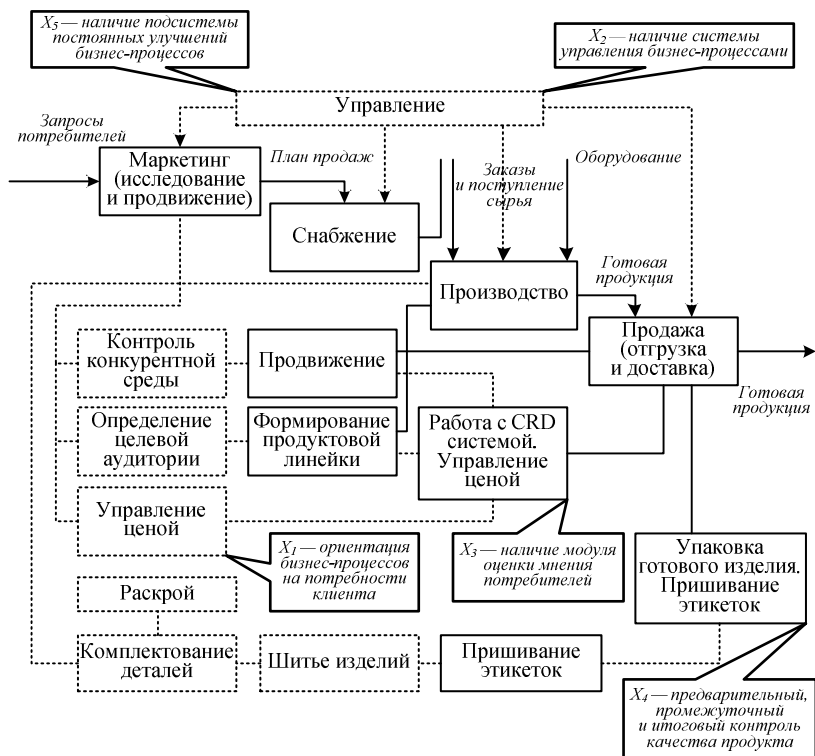 X5 — наличие подсистемы
постоянных улучшений
бизнес-процессов
X2 — наличие системы
управления бизнес-процессами
Управление
Запросы
потребителей
Маркетинг
(исследование
и продвижение)
План продаж
Снабжение
Заказы
и поступление
сырья
Оборудование
Производство
Готовая
продукция
Продажа
(отгрузка
и доставка)
Готовая
продукция
Контроль
конкурентной
среды
Продвижение
Определение
целевой
аудитории
Формирование
продуктовой
линейки
Работа с CRD
системой.
Управление
ценой
Управление
ценой
X1 — ориентация
бизнес-процессов
на потребности
клиента
X3 — наличие модуля
оценки мнения
потребителей
Упаковка
готового изделия.
Пришивание
этикеток
Раскрой
Комплектование
деталей
Шитье изделий
Пришивание
этикеток
X4 — предварительный,
промежуточный
и итоговый контроль
качества продукта